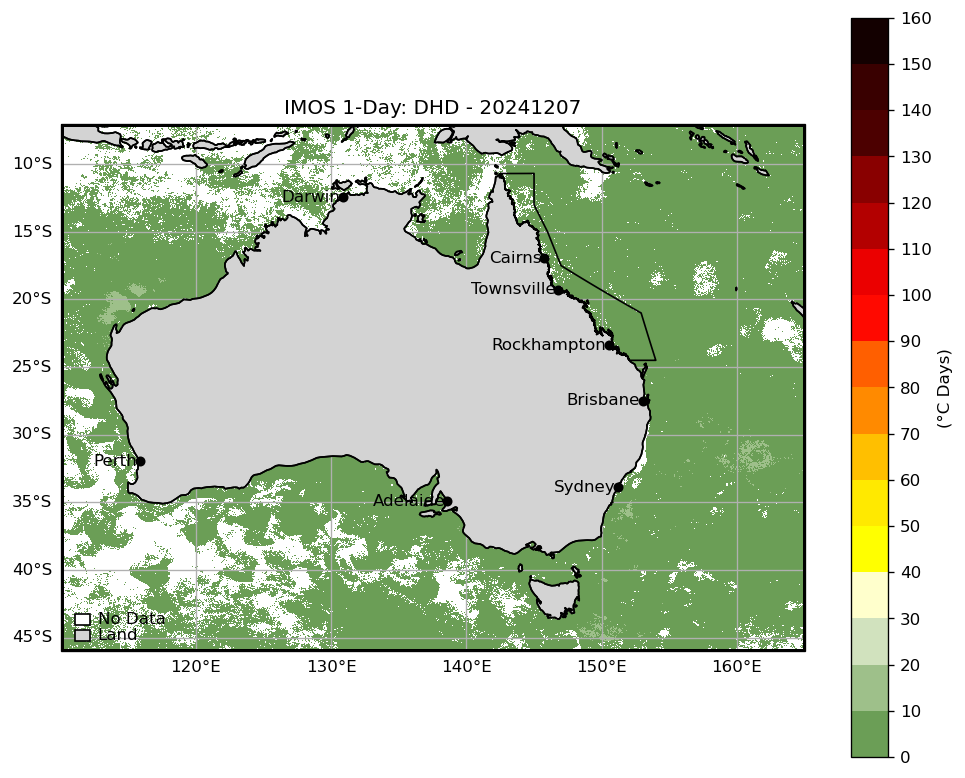 IMOS 1-Day: DHD - 20241207
160
150
140
130
120
110
100
90
80
70
60
50
40
30
20
10
0
(°C Days)
10°S
15°S
20°S
25°S
30°S
35°S
40°S
45°S
Darwin
Cairns
Townsville
Rockhampton
Brisbane
Perth
Sydney
Adelaide
No Data
Land
120°E
130°E
140°E
150°E
160°E